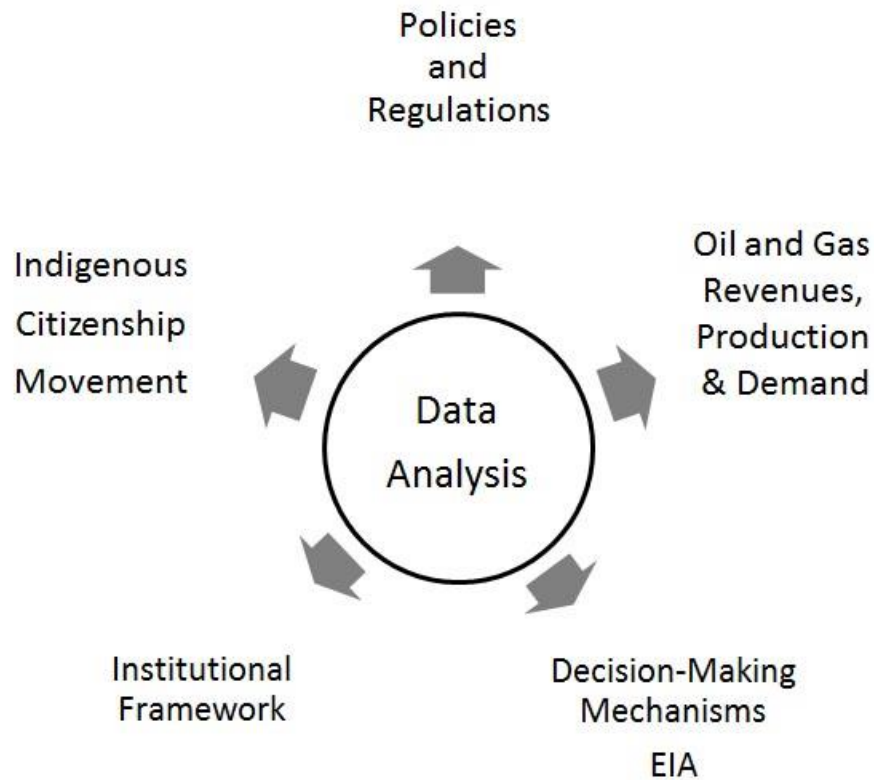 Policies
and
Regulations
Indigenous
Citizenship
Movement
Oil and Gas
Revenues,
Production
& Demand
Data
Analysis
Institutional
Framework
Decision-Making
Mechanisms
EIA